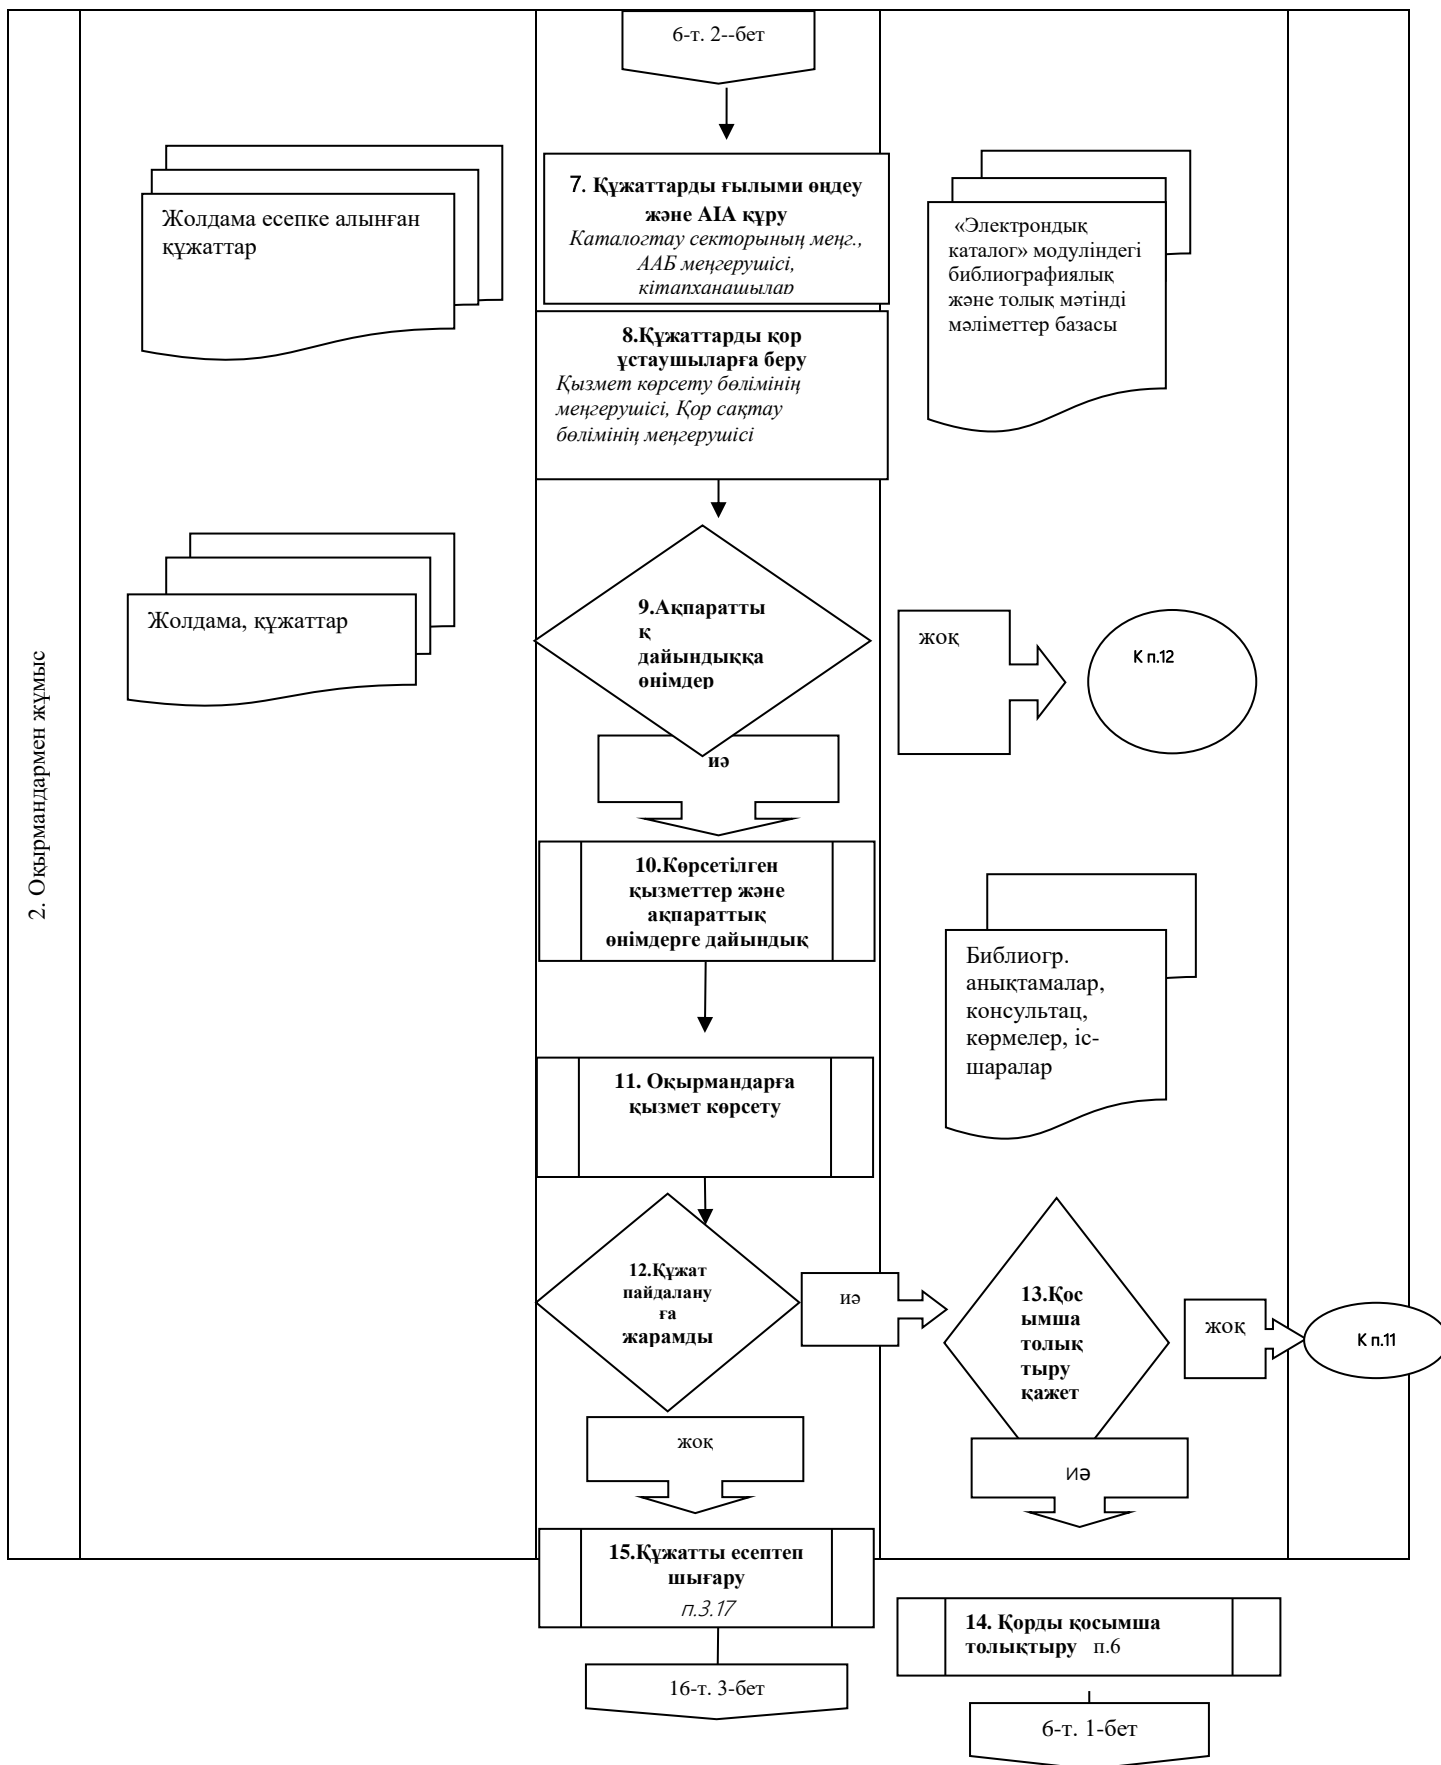 6-т. 2--бет
7. Құжаттарды ғылыми өңдеу
және АІА құру
Каталогтау секторының меңг.,
ААБ меңгерушісі,
кітапханашылар
Жолдама есепке алынған
құжаттар
«Электрондық
каталог» модуліндегі
библиографиялық
және толық мәтінді
мәліметтер базасы
8.Құжаттарды қор
ұстаушыларға беру
Қызмет көрсету бөлімінің
меңгерушісі, Қор сақтау
бөлімінің меңгерушісі
Жолдама, құжаттар
9.Ақпаратты
қ
дайындыққа
өнімдер
жоқ
К п.12
иә
2. Оқырмандармен жұмыс
10.Көрсетілген
қызметтер және
ақпараттық
өнімдерге дайындық
Библиогр.
анықтамалар,
консультац,
көрмелер, іс-
шаралар
11. Оқырмандарға
қызмет көрсету
12.Құжат
пайдалану
ға
жарамды
иә
13.Қос
ымша
толық
тыру
қажет
жоқ
К п.11
жоқ
иә
15.Құжатты есептеп
шығару
п.3.17
14. Қорды қосымша
толықтыру п.6
16-т. 3-бет
6-т. 1-бет